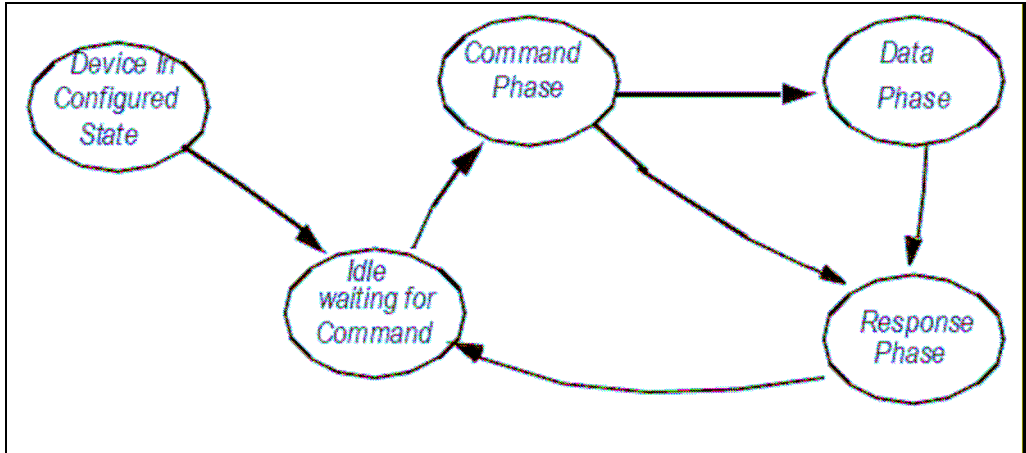 Device In
Configured
State
Command
Phase
Data
Phase
Idle
waiting for
Command
Response
Phase